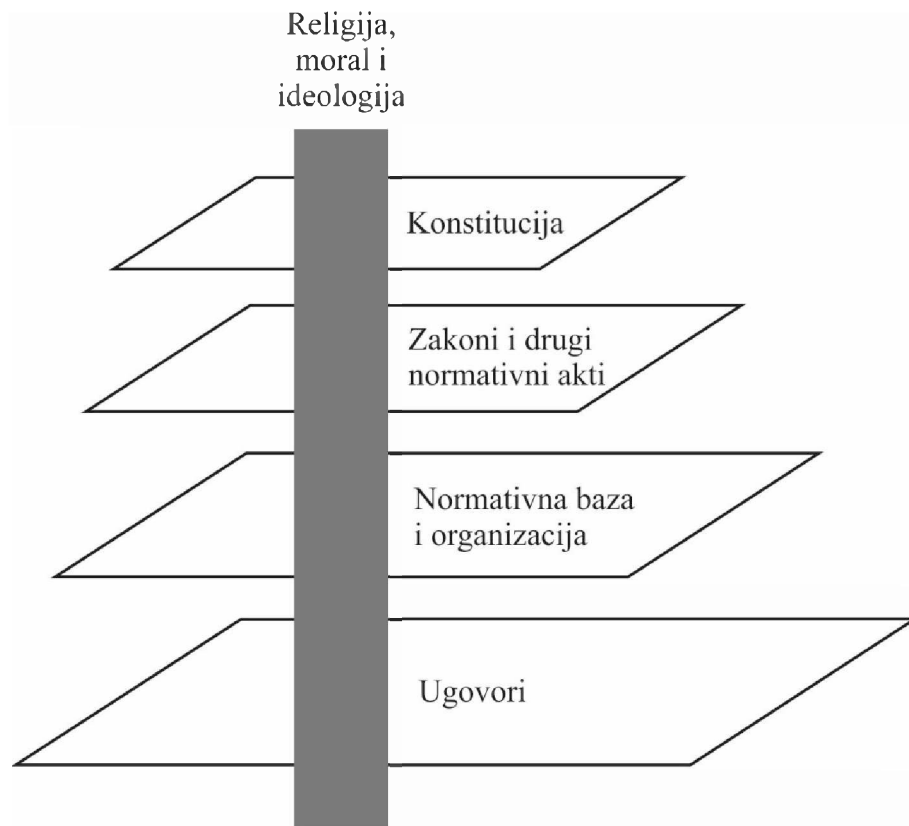 Religija,
moral i
ideologija
Konstitucija
Zakoni i drugi
normativni akti
Normativna baza
i organizacija
Ugovori